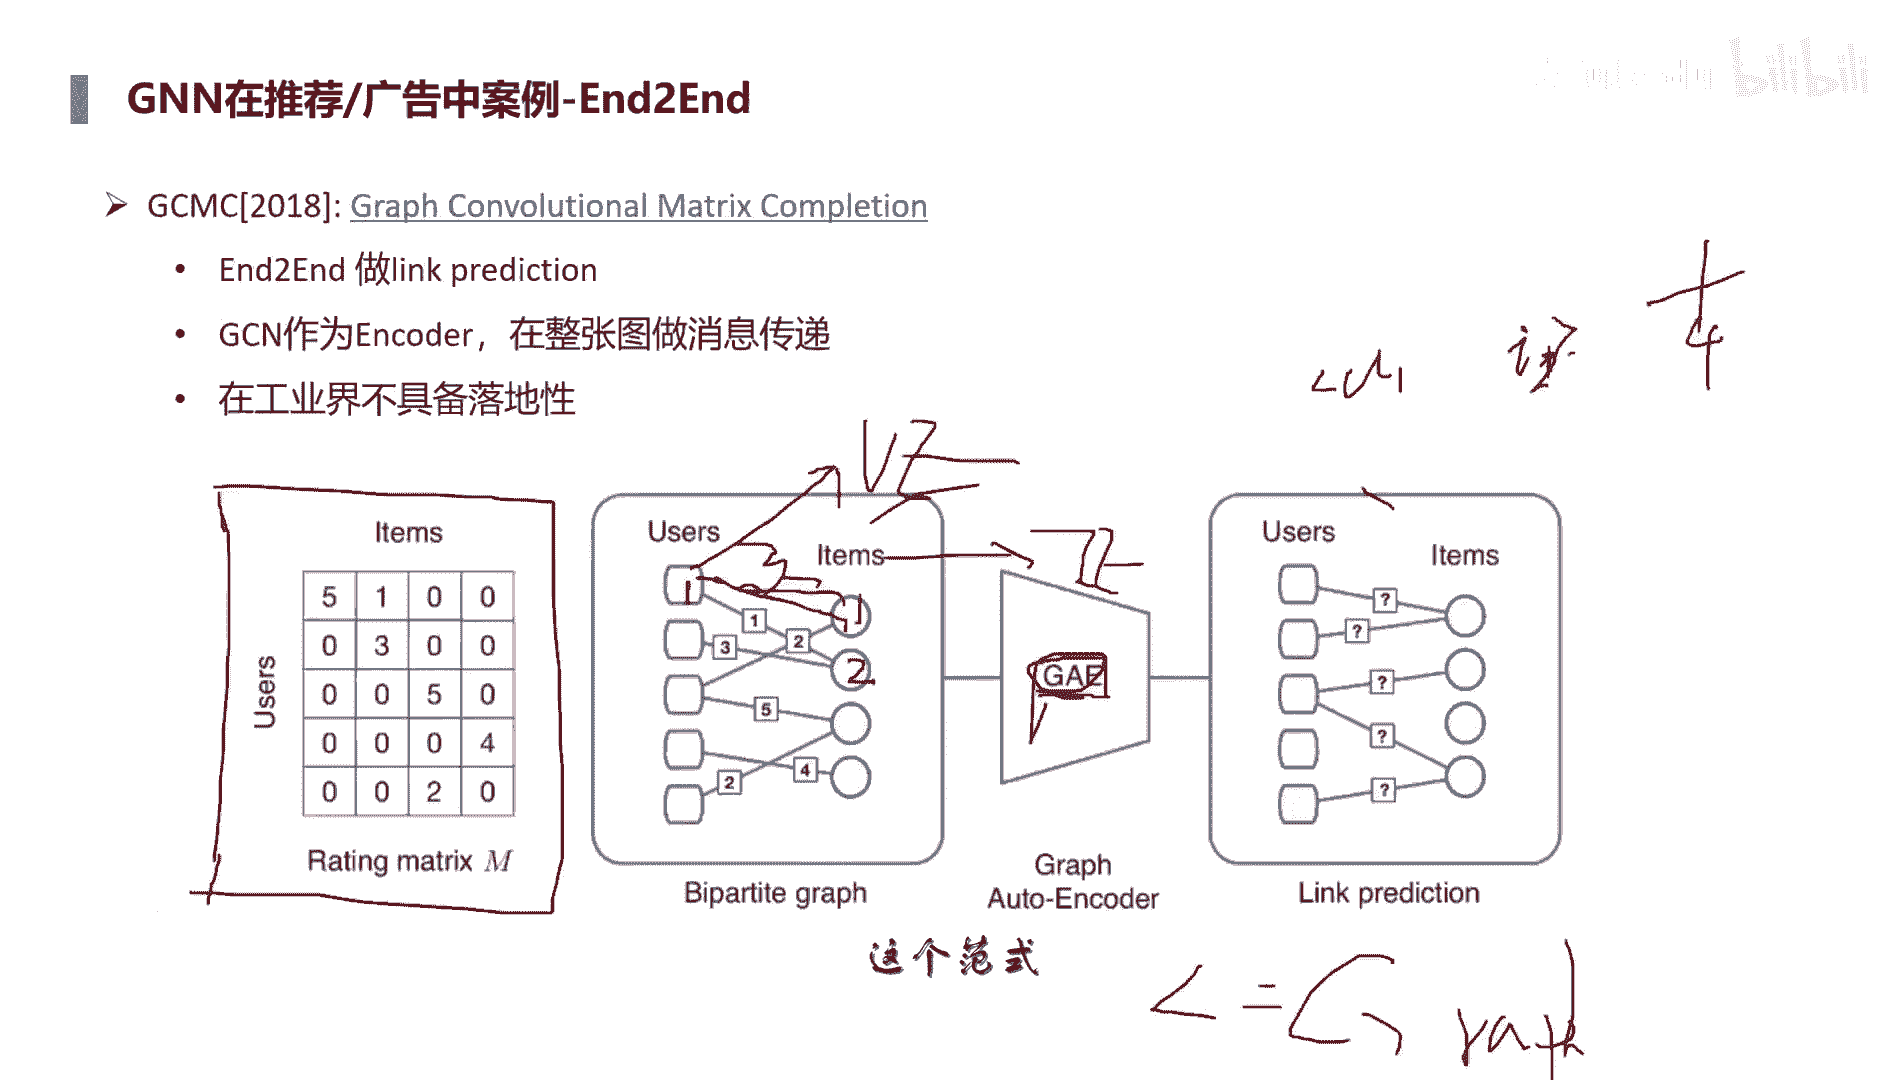 bilibili
GNN在推荐/广告中案例-End2End
GCMC[2018]: Graph Convolutional Matrix Completion
End2End 做link prediction
GCN作为Encoder，在整张图做消息传递
在工业界不具备落地性
Items
Users
5 1 0 0
0 3 0 0
0 0 5 0
0 0 0 4
0 0 2 0
Rating matrix M
Users
Items
1
1
2
1
2
3
5
4
2
Bipartite graph
GAE
Graph
Auto-Encoder
Users
Items
?
?
?
?
?
Link prediction
这个范式
L = Graph